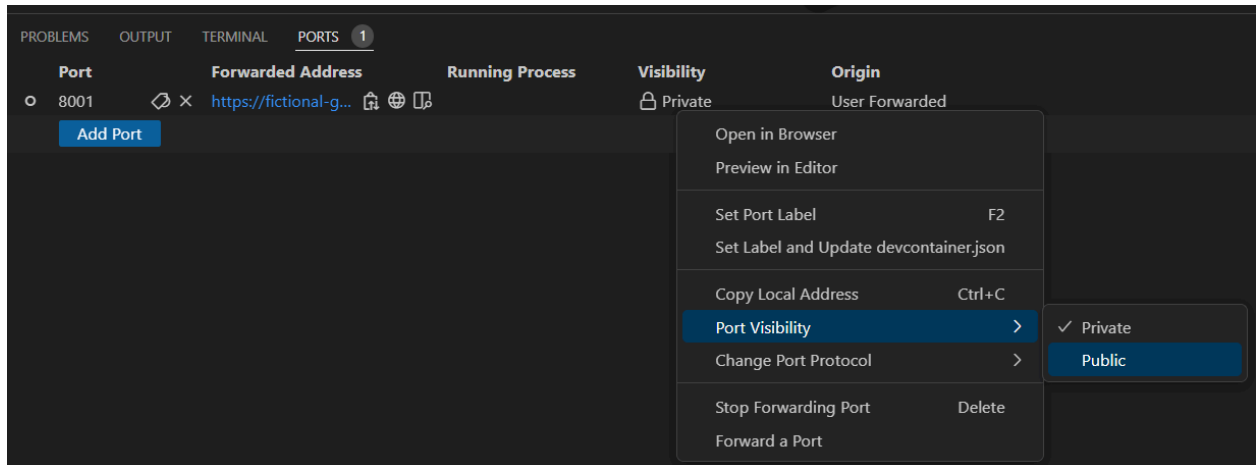 PROBLEMS OUTPUT TERMINAL PORTS 1
Port Forwarded Address Running Process Visibility Origin
8001 https://fictional-g... Private User Forwarded
Add Port
Open in Browser
Preview in Editor
Set Port Label F2
Set Label and Update devcontainer.json
Copy Local Address Ctrl+C
Port Visibility
Private
Change Port Protocol
Public
Stop Forwarding Port Delete
Forward a Port